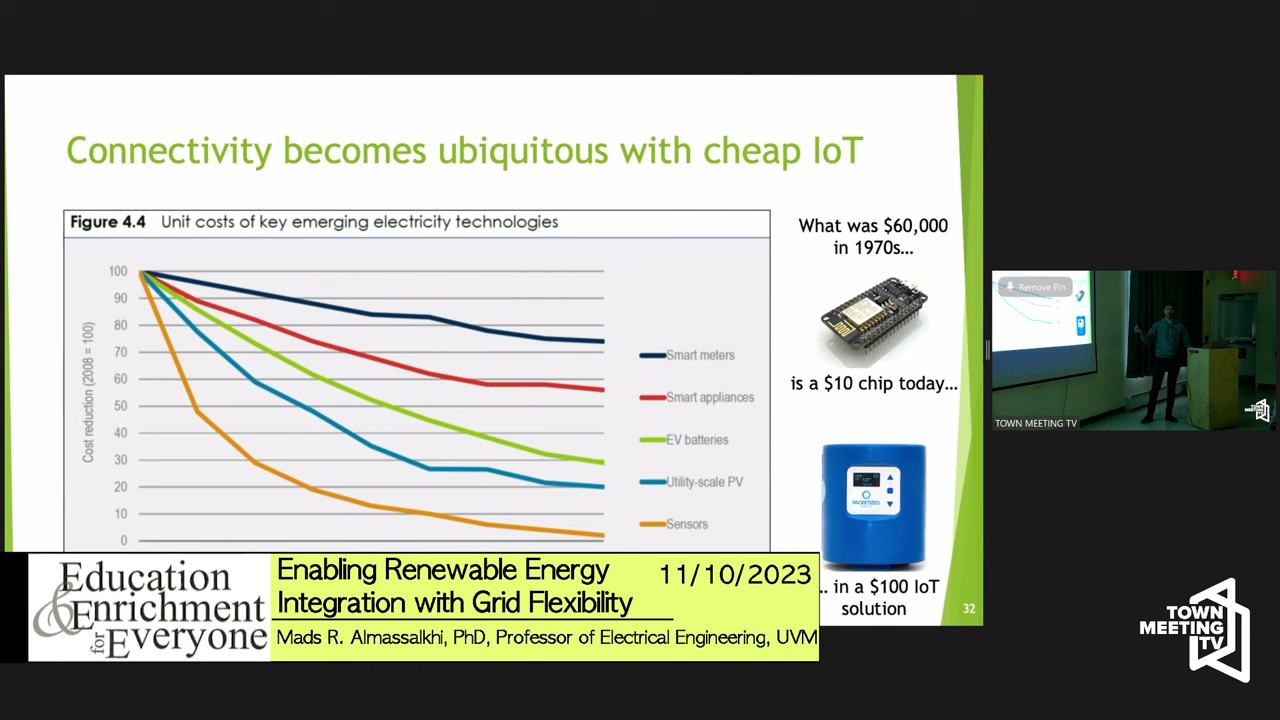 Connectivity becomes ubiquitous with cheap IoT
Figure 4.4 Unit costs of key emerging electricity technologies
Cost reduction (2008 = 100)
100
90
80
70
60
50
40
30
20
10
0
Smart meters
Smart appliances
EV batteries
Utility-scale PV
Sensors
What was $60,000
in 1970s…
is a $10 chip today…
PACKETIZED
… in a $100 IoT
solution
32
Remove Pin
TOWN MEETING TV
Education
& Enrichment
for Everyone
Enabling Renewable Energy
Integration with Grid Flexibility
11/10/2023
Mads R. Almassalkhi, PhD, Professor of Electrical Engineering, UVM
TOWN
MEETING
TV